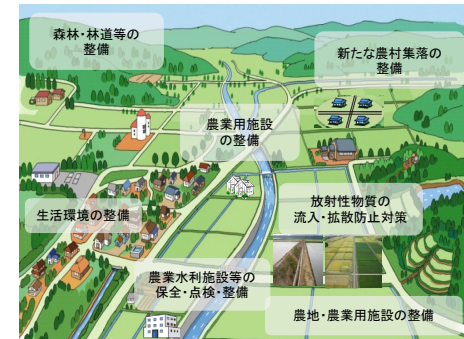 森林・林道等の
整備
新たな農村集落の
整備
農業用施設
の整備
生活環境の整備
放射性物質の
流入・拡散防止対策
農業水利施設等の
保全・点検・整備
農地・農業用施設の整備